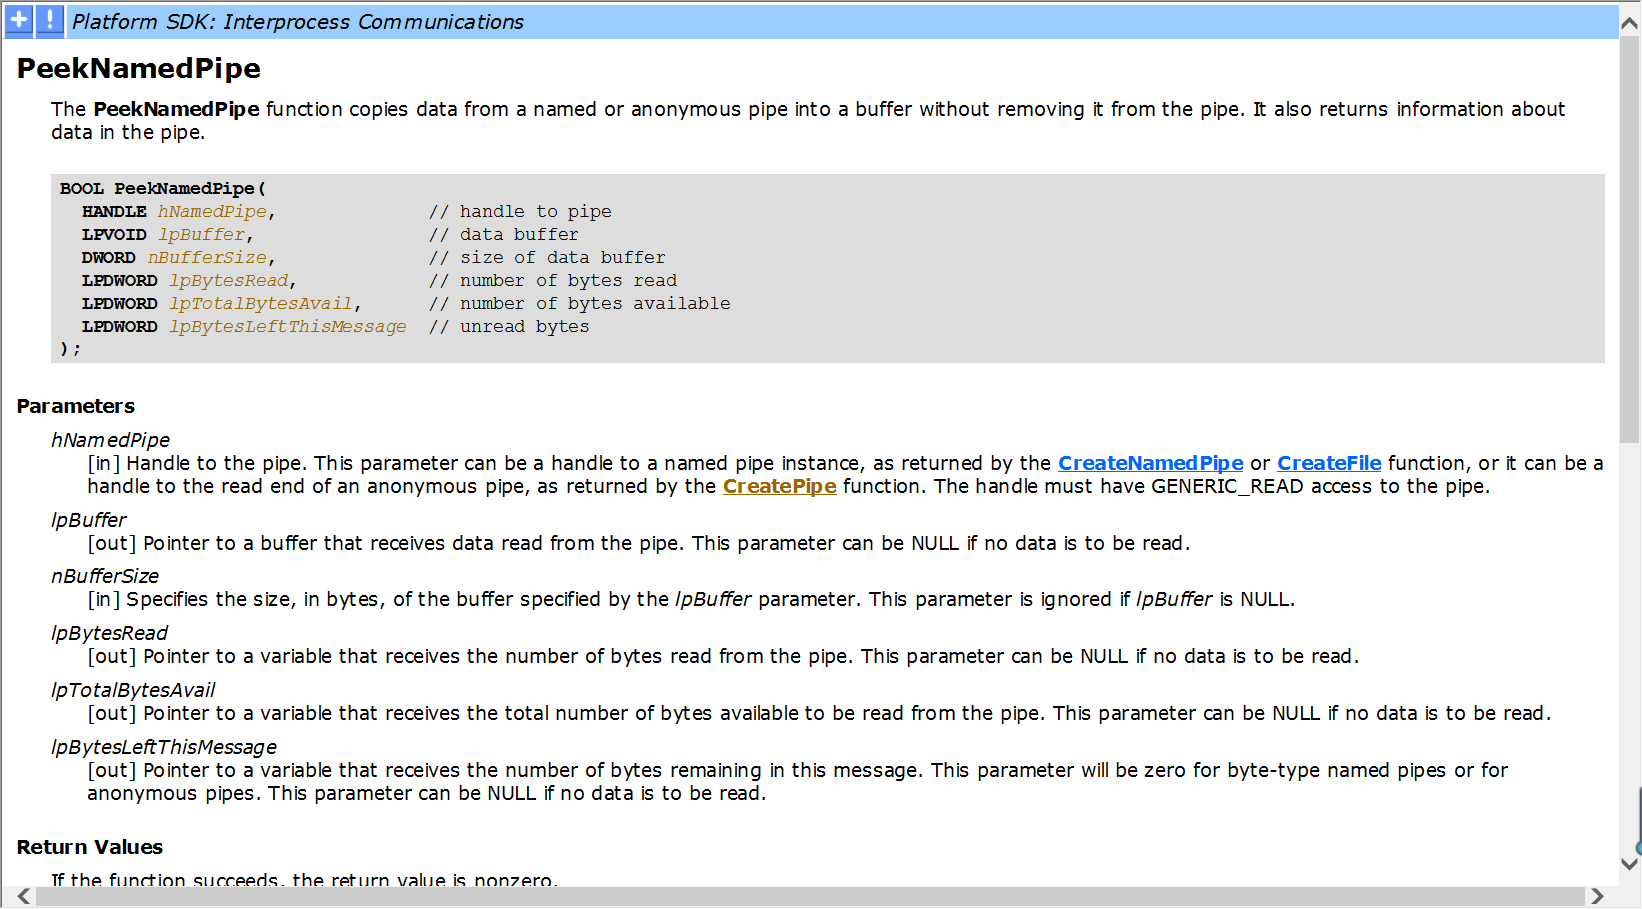 Platform SDK: Interprocess Communications
PeekNamedPipe
The PeekNamedPipe function copies data from a named or anonymous pipe into a buffer without removing it from the pipe. It also returns information about
data in the pipe.
BOOL PeekNamedPipe(
  HANDLE hNamedPipe,              // handle to pipe
  LPVOID lpBuffer,                // data buffer
  DWORD nBufferSize,              // size of data buffer
  LPDWORD lpBytesRead,            // number of bytes read
  LPDWORD lpTotalBytesAvail,      // number of bytes available
  LPDWORD lpBytesLeftThisMessage  // unread bytes
);
Parameters
hNamedPipe
[in] Handle to the pipe. This parameter can be a handle to a named pipe instance, as returned by the CreateNamedPipe or CreateFile function, or it can be a
handle to the read end of an anonymous pipe, as returned by the CreatePipe function. The handle must have GENERIC_READ access to the pipe.
lpBuffer
[out] Pointer to a buffer that receives data read from the pipe. This parameter can be NULL if no data is to be read.
nBufferSize
[in] Specifies the size, in bytes, of the buffer specified by the lpBuffer parameter. This parameter is ignored if lpBuffer is NULL.
lpBytesRead
[out] Pointer to a variable that receives the number of bytes read from the pipe. This parameter can be NULL if no data is to be read.
lpTotalBytesAvail
[out] Pointer to a variable that receives the total number of bytes available to be read from the pipe. This parameter can be NULL if no data is to be read.
lpBytesLeftThisMessage
[out] Pointer to a variable that receives the number of bytes remaining in this message. This parameter will be zero for byte-type named pipes or for
anonymous pipes. This parameter can be NULL if no data is to be read.
Return Values
If the function succeeds, the return value is nonzero.